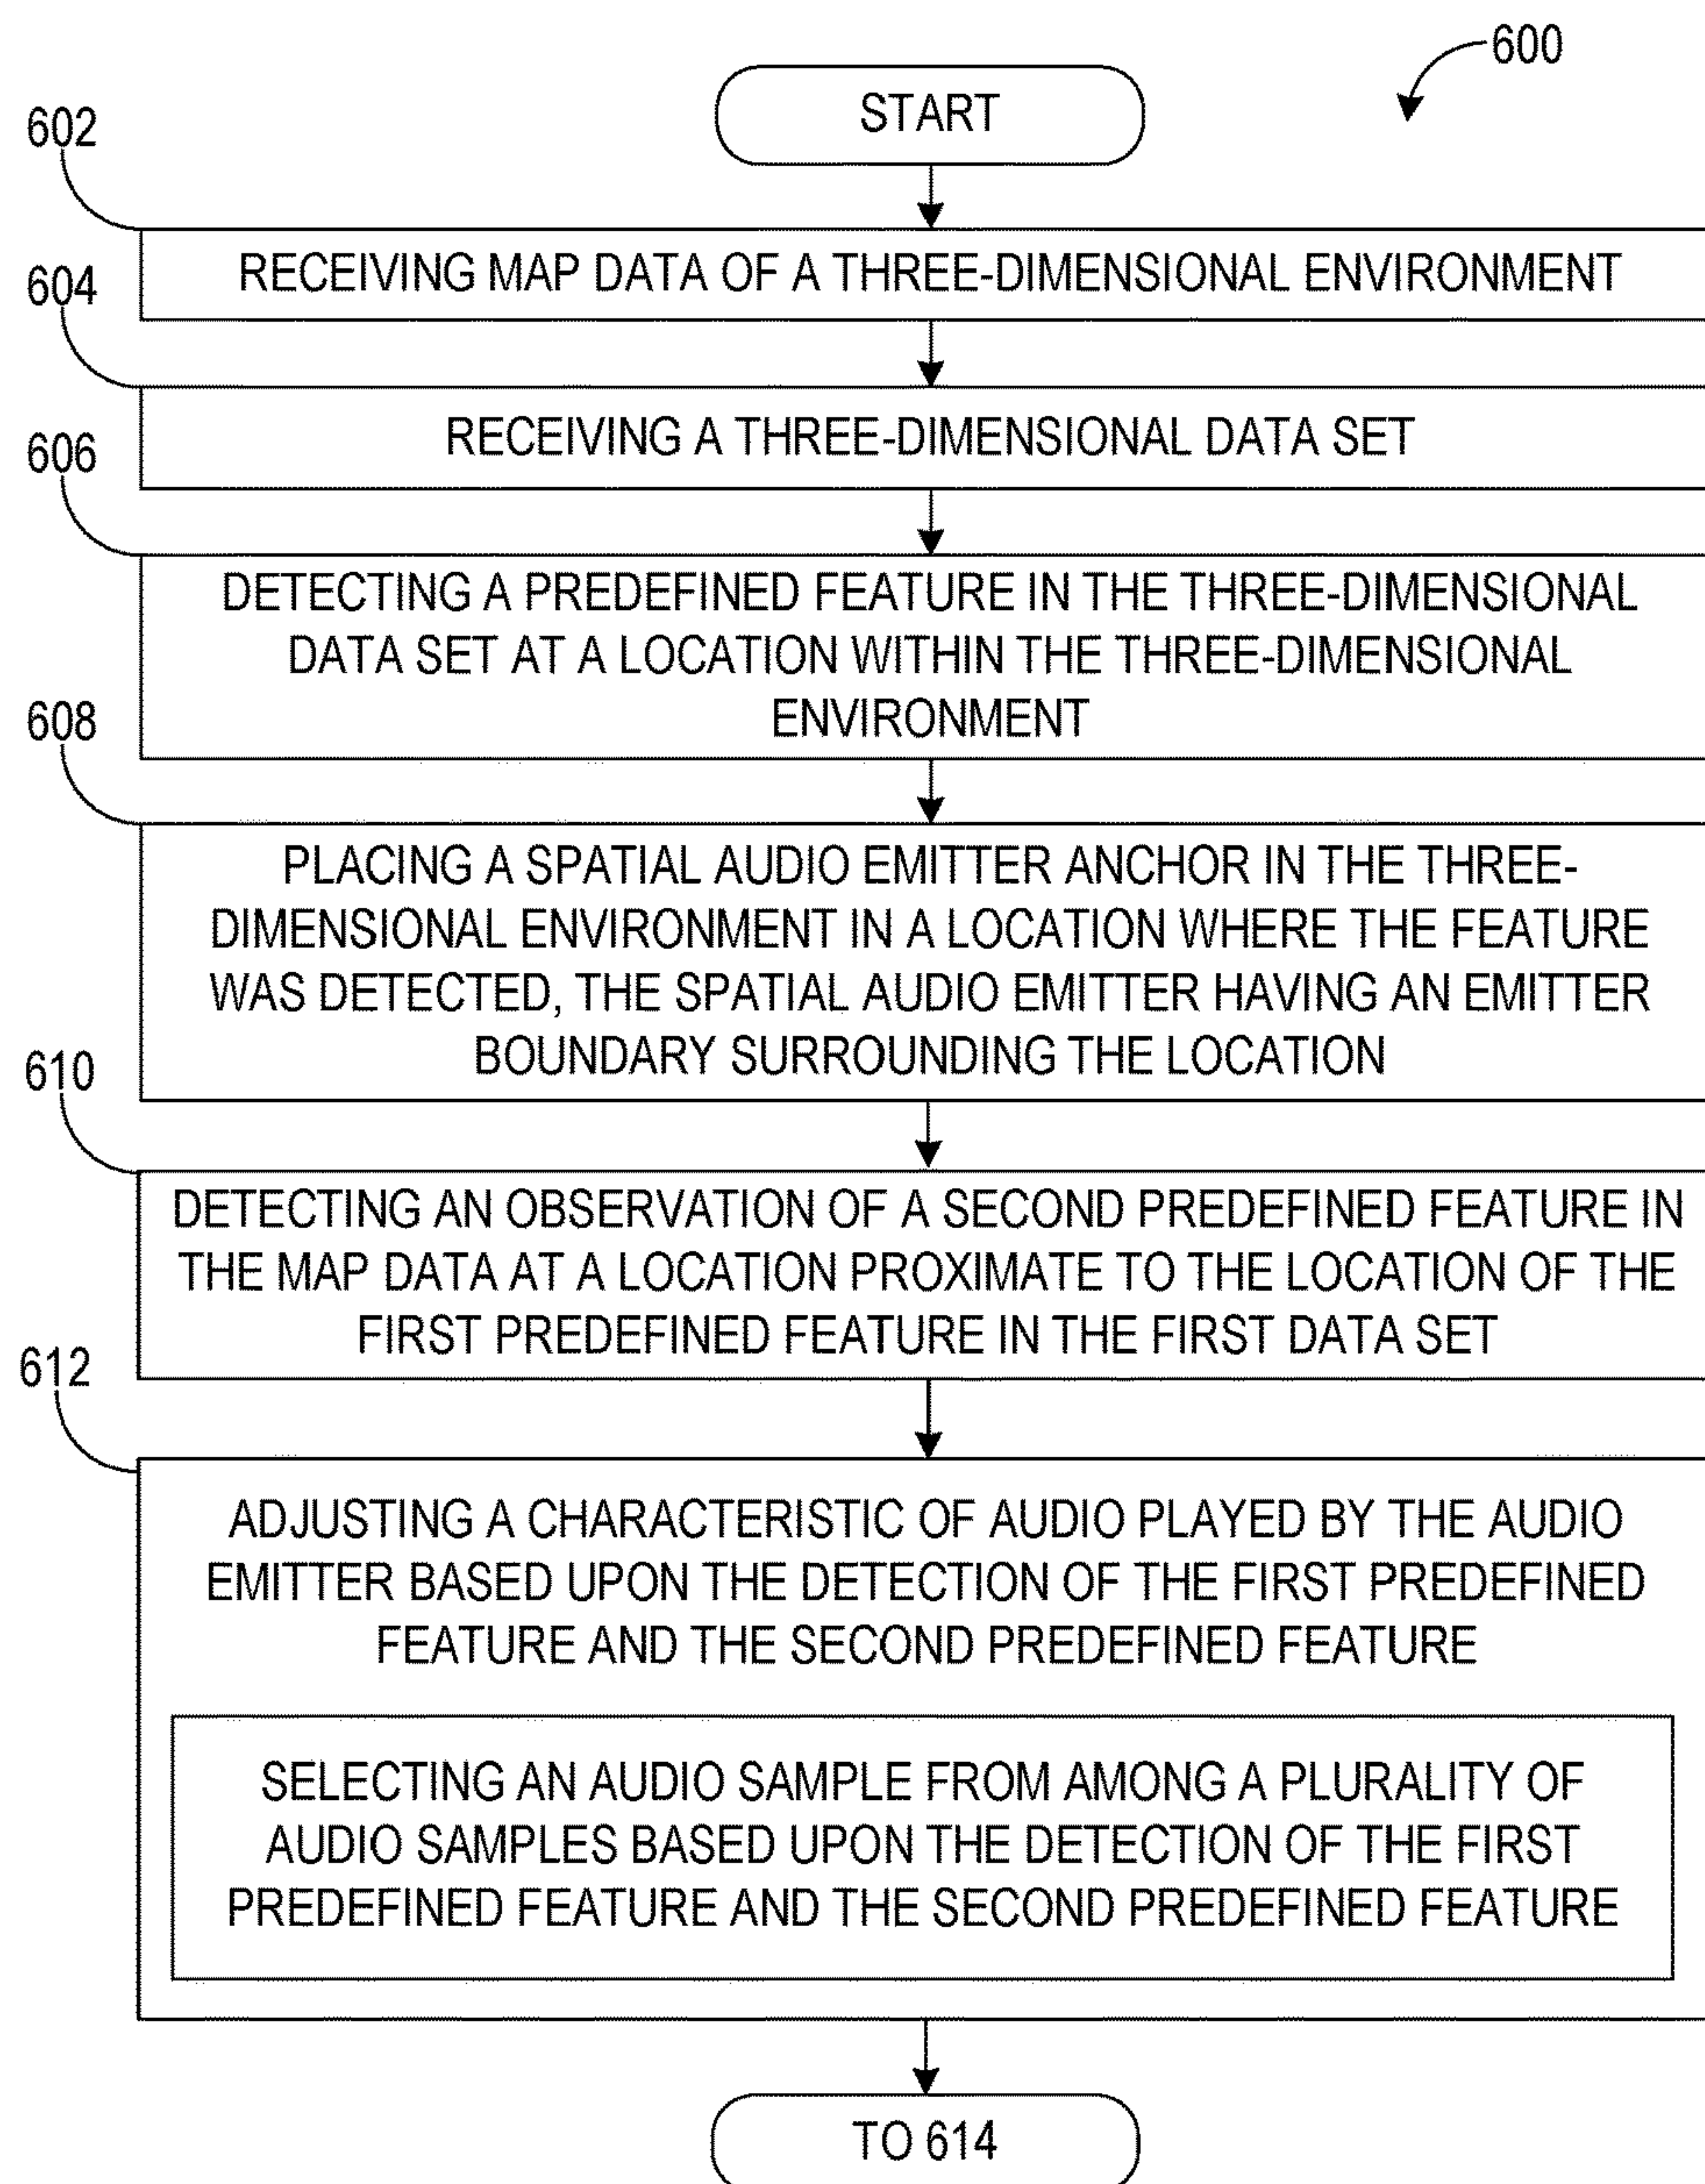 600
START
602
RECEIVING MAP DATA OF A THREE-DIMENSIONAL ENVIRONMENT
604
RECEIVING A THREE-DIMENSIONAL DATA SET
606
DETECTING A PREDEFINED FEATURE IN THE THREE-DIMENSIONAL
DATA SET AT A LOCATION WITHIN THE THREE-DIMENSIONAL
ENVIRONMENT
608
PLACING A SPATIAL AUDIO EMITTER ANCHOR IN THE THREE-
DIMENSIONAL ENVIRONMENT IN A LOCATION WHERE THE FEATURE
WAS DETECTED, THE SPATIAL AUDIO EMITTER HAVING AN EMITTER
BOUNDARY SURROUNDING THE LOCATION
610
DETECTING AN OBSERVATION OF A SECOND PREDEFINED FEATURE IN
THE MAP DATA AT A LOCATION PROXIMATE TO THE LOCATION OF THE
FIRST PREDEFINED FEATURE IN THE FIRST DATA SET
612
ADJUSTING A CHARACTERISTIC OF AUDIO PLAYED BY THE AUDIO
EMITTER BASED UPON THE DETECTION OF THE FIRST PREDEFINED
FEATURE AND THE SECOND PREDEFINED FEATURE
SELECTING AN AUDIO SAMPLE FROM AMONG A PLURALITY OF
AUDIO SAMPLES BASED UPON THE DETECTION OF THE FIRST
PREDEFINED FEATURE AND THE SECOND PREDEFINED FEATURE
TO 614